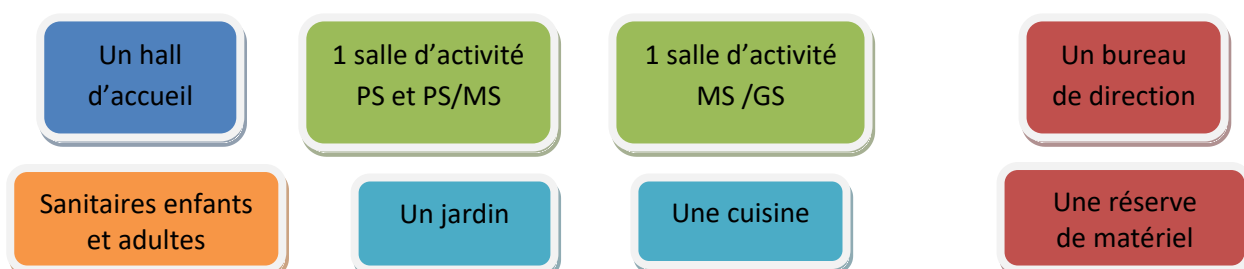 Un hall
d’accueil
1 salle d’activité
PS et PS/MS
1 salle d’activité
MS /GS
Un bureau
de direction
Sanitaires enfants
et adultes
Un jardin
Une cuisine
Une réserve
de matériel